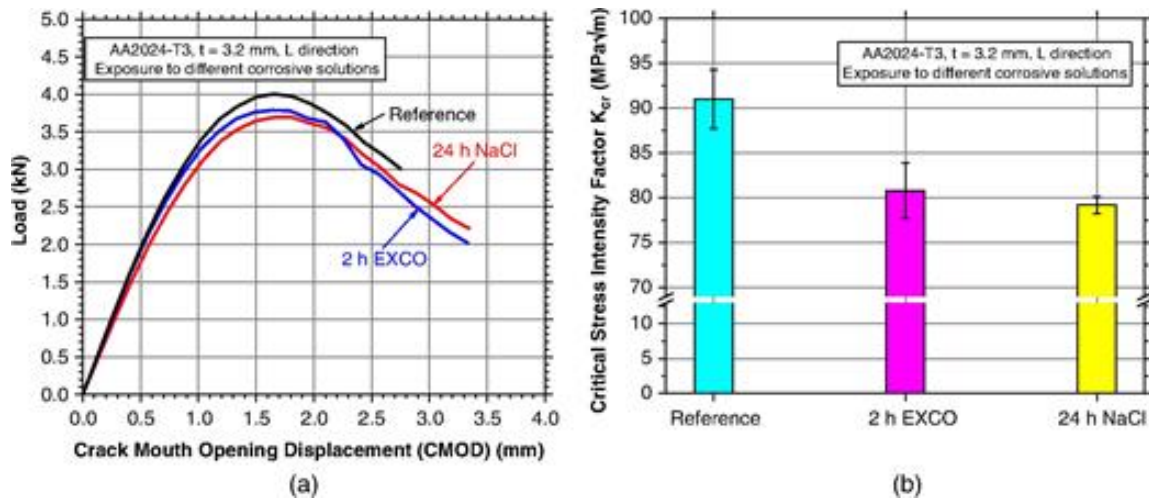 5.0
4.5
4.0
3.5
3.0
2.5
2.0
1.5
1.0
0.5
0.0
Load (kN)
AA2024-T3, t = 3.2 mm, L direction
Exposure to different corrosive solutions
Reference
24 h NaCl
2 h EXCO
0.0 0.5 1.0 1.5 2.0 2.5 3.0 3.5 4.0
Crack Mouth Opening Displacement (CMOD) (mm)
(a)
100
95
90
85
80
75
70
10
5
0
Critical Stress Intensity Factor Kcr (MPa√m)
AA2024-T3, t = 3.2 mm, L direction
Exposure to different corrosive solutions
Reference 2 h EXCO 24 h NaCl
(b)